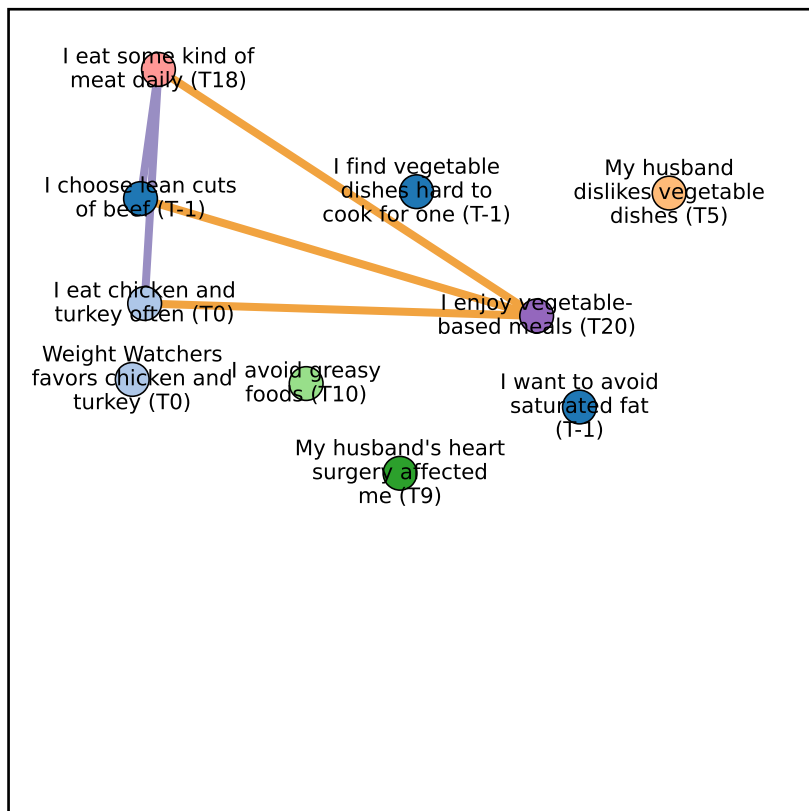 I eat some kind of
meat daily (T18)
I find vegetable
dishes hard to
cook for one (T-1)
My husband
dislikes vegetable
dishes (T5)
I choose lean cuts
of beef (T-1)
I eat chicken and
turkey often (T0)
I enjoy vegetable-
based meals (T20)
Weight Watchers
favors chicken and
turkey (T0)
I avoid greasy
foods (T10)
I want to avoid
saturated fat
(T-1)
My husband's heart
surgery affected
me (T9)